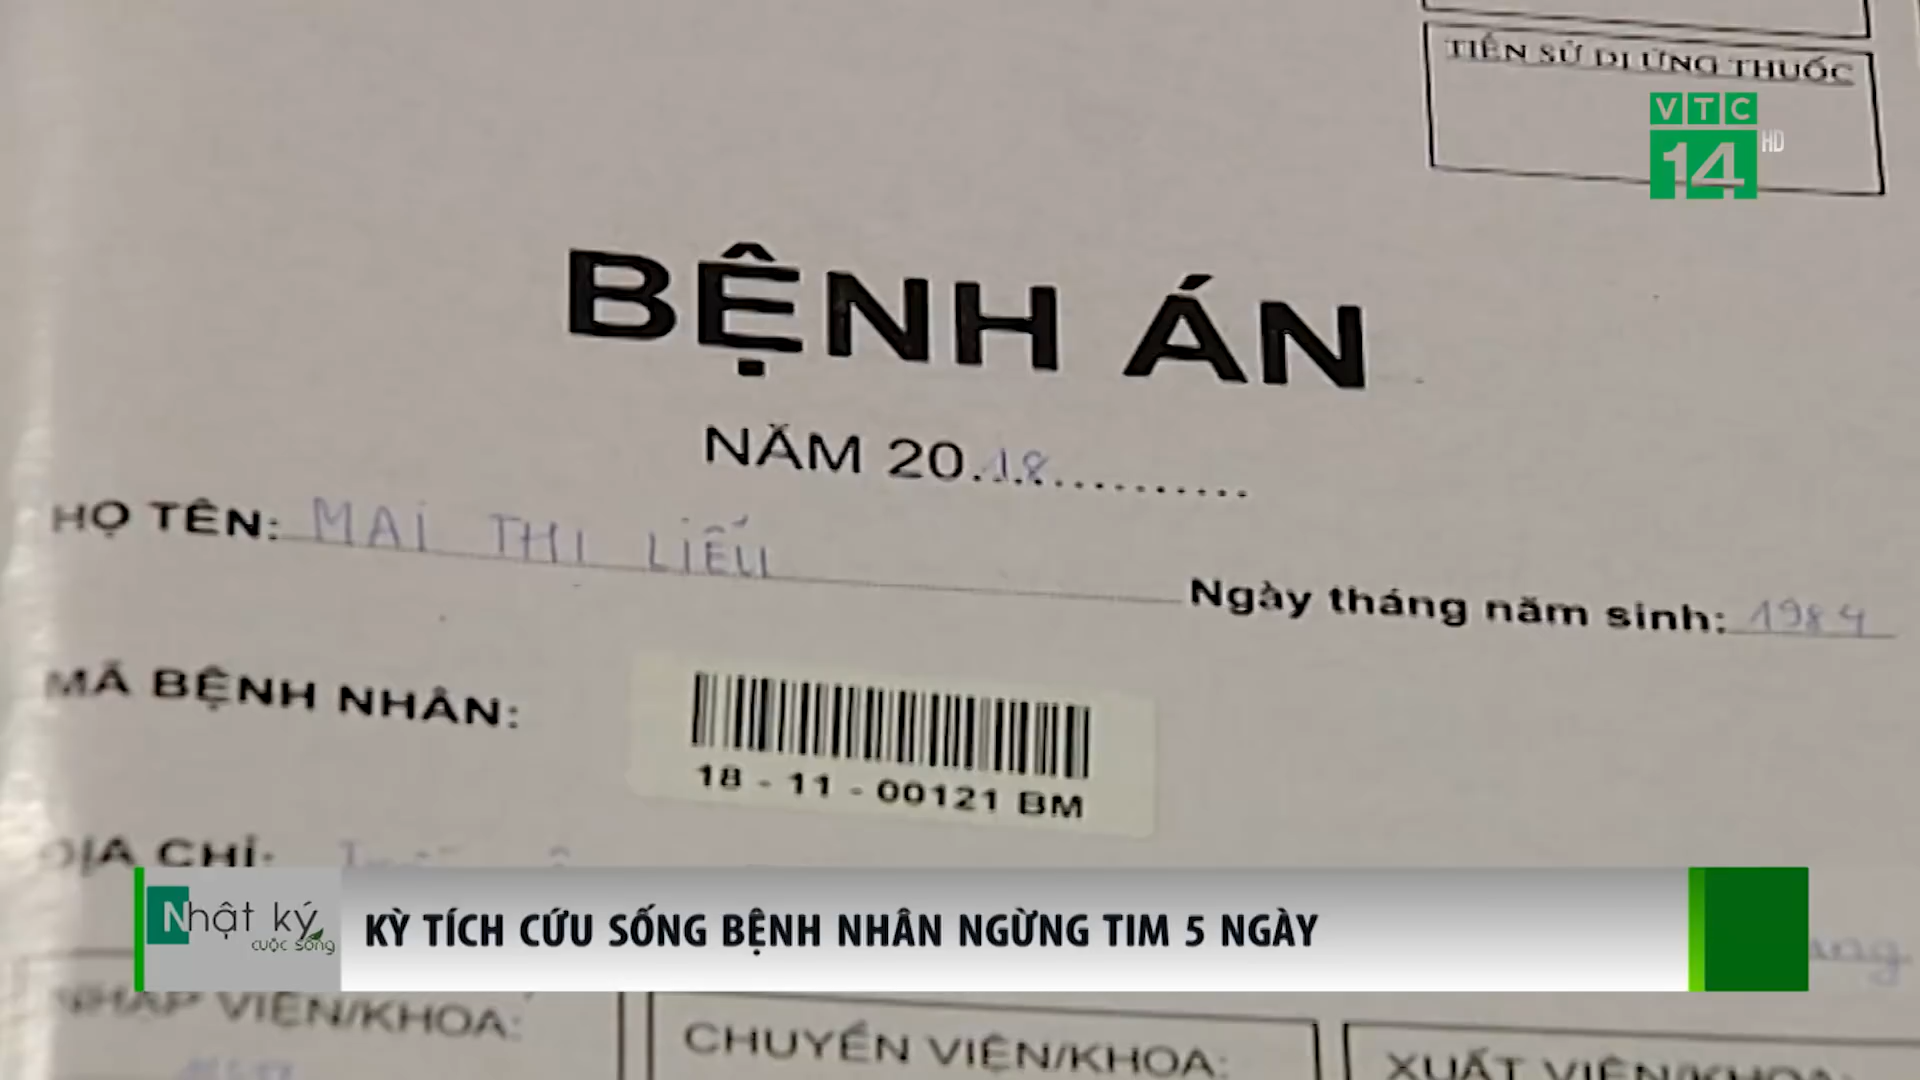 TIỀN SỬ DỊ ỨNG THUỐC
VTC
14 HD
BỆNH ÁN
NĂM 20.18...........
HỌ TÊN: MAI THI LIẾU
Ngày tháng năm sinh: 1984
MÃ BỆNH NHÂN:
18 - 11 - 00121 BM
ĐỊA CHỈ:
Nhật ký
cuộc sống
KỲ TÍCH CỨU SỐNG BỆNH NHÂN NGỪNG TIM 5 NGÀY
NHẬP VIỆN/KHOA:
CHUYỂN VIỆN/KHOA:
XUẤT VIỆN/KHOA: